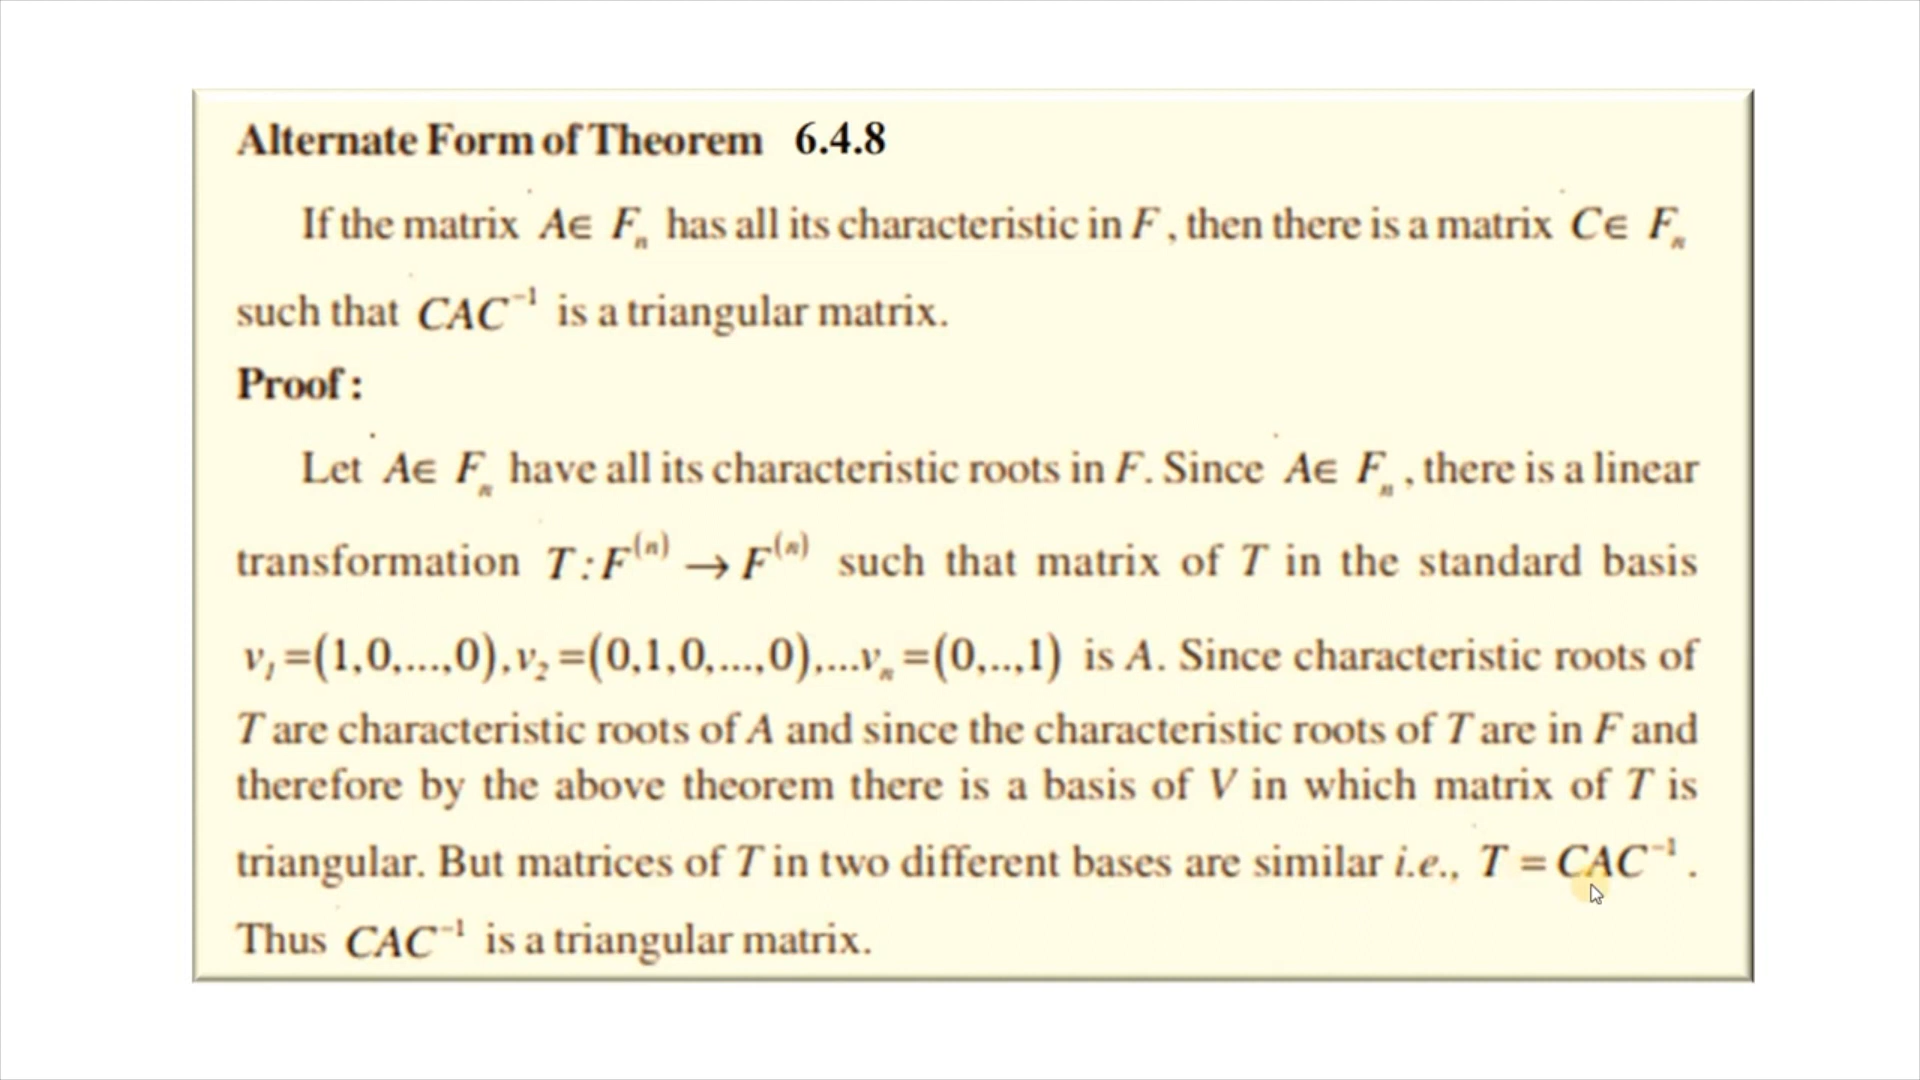 Alternate Form of Theorem 6.4.8
If the matrix A∈ Fₙ has all its characteristic in F, then there is a matrix C∈ Fₙ
such that CAC⁻¹ is a triangular matrix.
Proof :
Let A∈ Fₙ have all its characteristic roots in F. Since A∈ Fₙ, there is a linear
transformation T:F⁽ⁿ⁾ → F⁽ⁿ⁾ such that matrix of T in the standard basis
v₁=(1,0,...,0),v₂=(0,1,0,...,0),...vₙ=(0,..,1) is A. Since characteristic roots of
T are characteristic roots of A and since the characteristic roots of T are in F and
therefore by the above theorem there is a basis of V in which matrix of T is
triangular. But matrices of T in two different bases are similar i.e., T = CAC⁻¹.
Thus CAC⁻¹ is a triangular matrix.